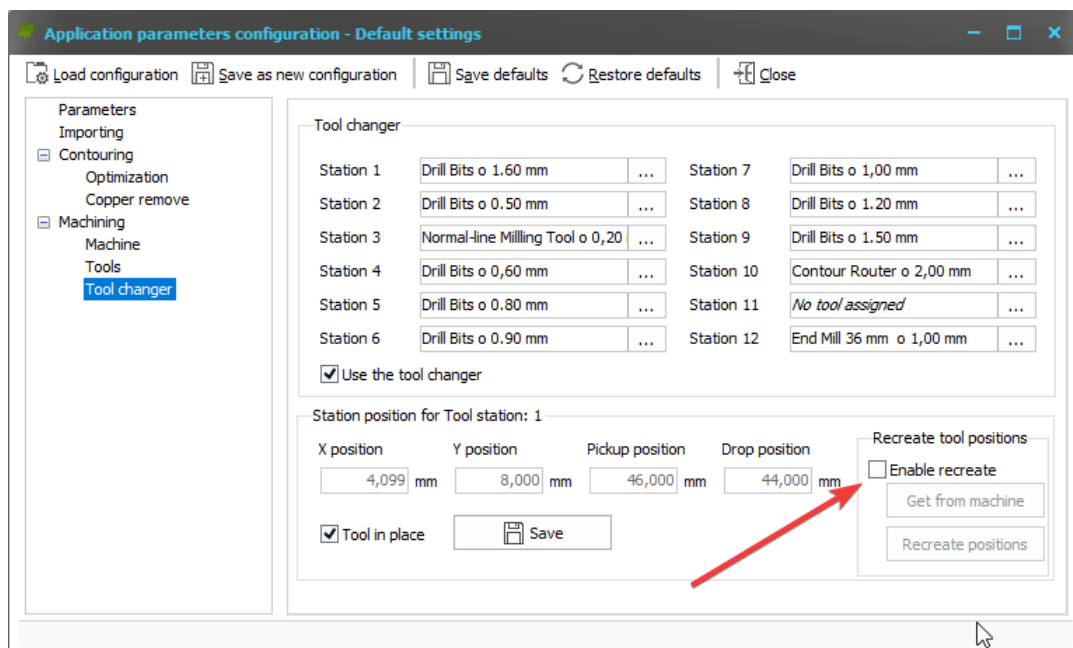 Application parameters configuration - Default settings
Load configuration Save as new configuration Save defaults Restore defaults Close
Parameters
Importing
Contouring
Optimization
Copper remove
Machining
Machine
Tools
Tool changer
Tool changer
Station 1 Drill Bits o 1.60 mm ... Station 7 Drill Bits o 1,00 mm ...
Station 2 Drill Bits o 0.50 mm ... Station 8 Drill Bits o 1.20 mm ...
Station 3 Normal-line Millling Tool o 0,20 ... Station 9 Drill Bits o 1.50 mm ...
Station 4 Drill Bits o 0,60 mm ... Station 10 Contour Router o 2,00 mm ...
Station 5 Drill Bits o 0.80 mm ... Station 11 No tool assigned ...
Station 6 Drill Bits o 0.90 mm ... Station 12 End Mill 36 mm o 1,00 mm ...
Use the tool changer
Station position for Tool station: 1
X position Y position Pickup position Drop position
4,099 mm 8,000 mm 46,000 mm 44,000 mm
Tool in place Save
Recreate tool positions
Enable recreate
Get from machine
Recreate positions